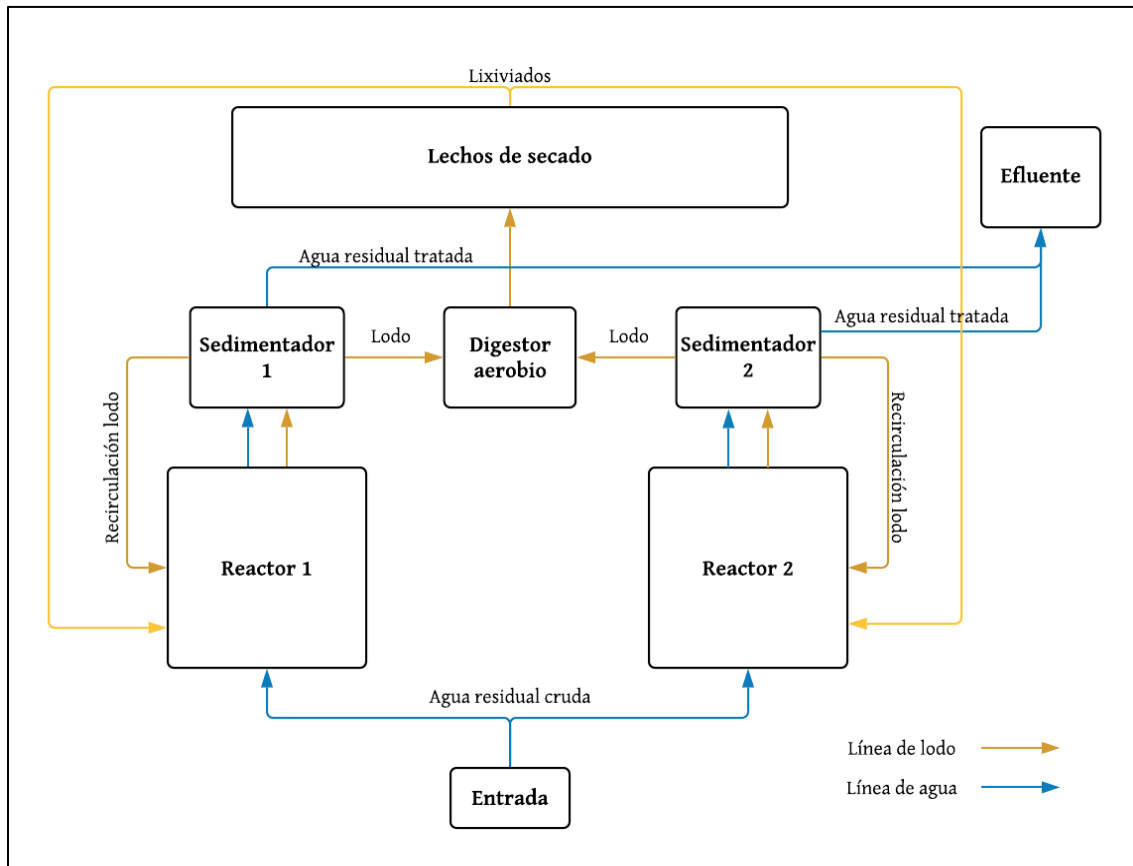 Lixiviados
Lechos de secado
Efluente
Agua residual tratada
Sedimentador
1
Lodo
Digestor
aerobio
Lodo
Sedimentador
2
Agua residual tratada
Recirculación lodo
Recirculación lodo
Reactor 1
Reactor 2
Agua residual cruda
Entrada
Línea de lodo
Línea de agua